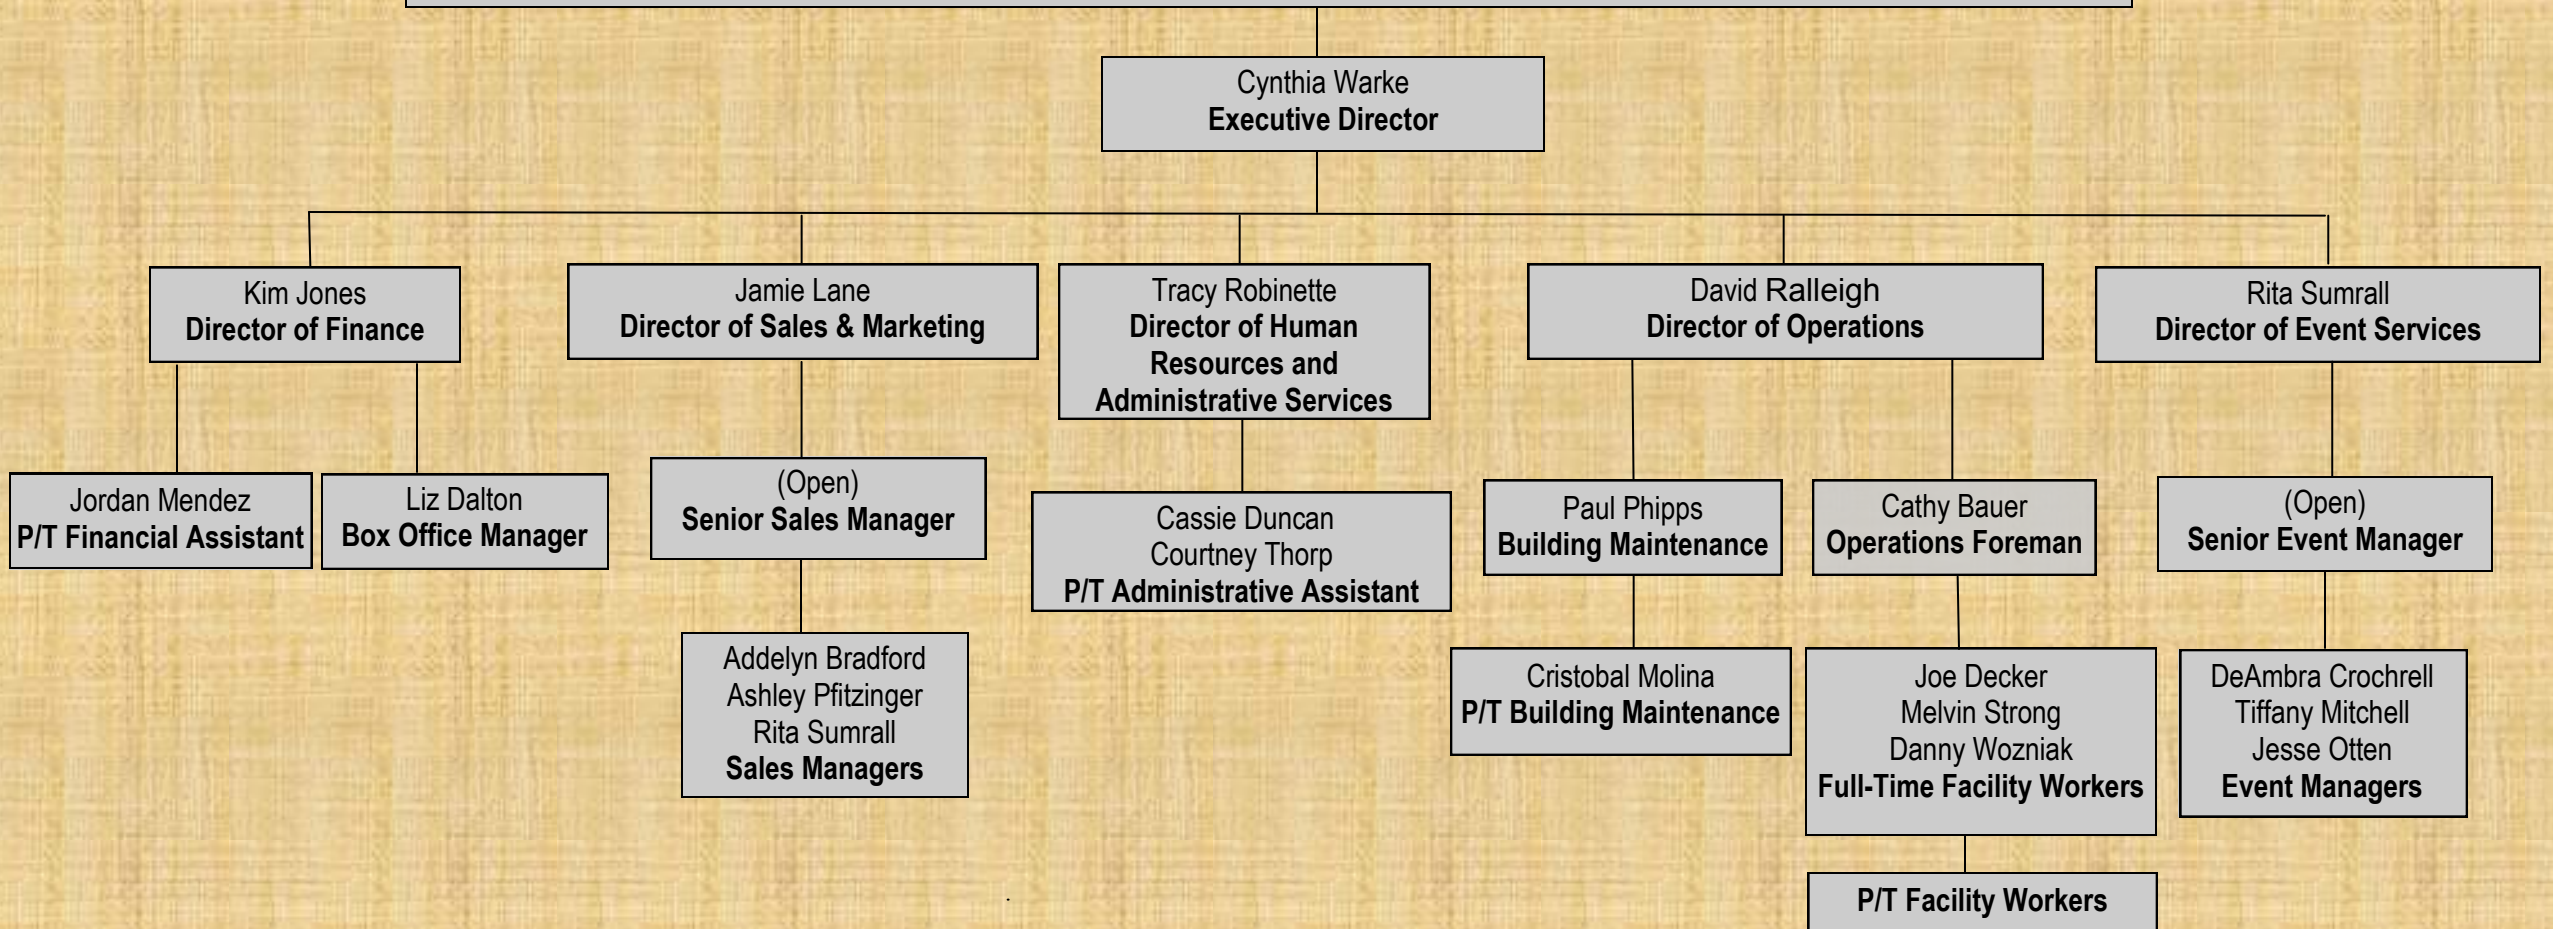 Cynthia Warke
Executive Director
Kim Jones
Director of Finance
Jamie Lane
Director of Sales & Marketing
Tracy Robinette
Director of Human
Resources and
Administrative Services
David Ralleigh
Director of Operations
Rita Sumrall
Director of Event Services
Jordan Mendez
P/T Financial Assistant
Liz Dalton
Box Office Manager
(Open)
Senior Sales Manager
Cassie Duncan
Courtney Thorp
P/T Administrative Assistant
Paul Phipps
Building Maintenance
Cathy Bauer
Operations Foreman
(Open)
Senior Event Manager
Addelyn Bradford
Ashley Pfitzinger
Rita Sumrall
Sales Managers
Cristobal Molina
P/T Building Maintenance
Joe Decker
Melvin Strong
Danny Wozniak
Full-Time Facility Workers
DeAmbra Crochrell
Tiffany Mitchell
Jesse Otten
Event Managers
P/T Facility Workers